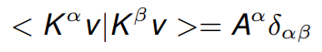 < K^α v|K^β v >= A^α δ_{αβ}